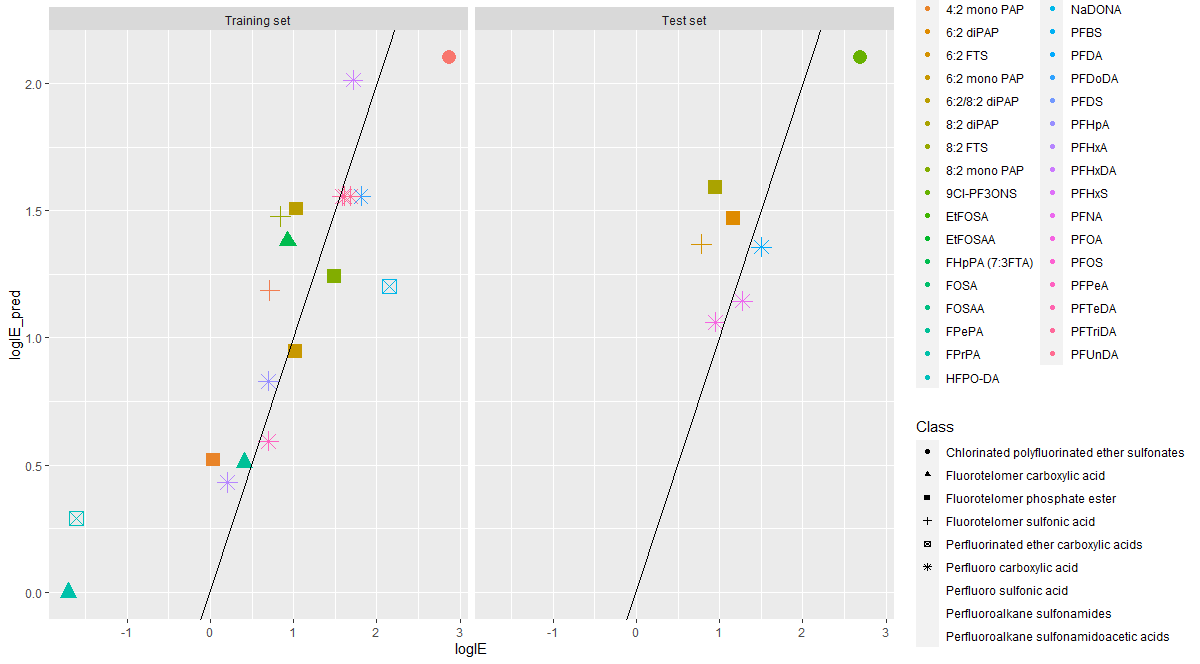 Training set
Test set
logIE_pred
2.0
1.5
1.0
0.5
0.0
-1
0
1
2
3
-1
0
1
2
3
logIE
4:2 mono PAP
6:2 diPAP
6:2 FTS
6:2 mono PAP
6:2/8:2 diPAP
8:2 diPAP
8:2 FTS
8:2 mono PAP
9Cl-PF3ONS
EtFOSA
EtFOSAA
FHpPA (7:3FTA)
FOSA
FOSAA
FPePA
FPrPA
HFPO-DA
NaDONA
PFBS
PFDA
PFDoDA
PFDS
PFHpA
PFHxA
PFHxDA
PFHxS
PFNA
PFOA
PFOS
PFPeA
PFTeDA
PFTriDA
PFUnDA
Class
Chlorinated polyfluorinated ether sulfonates
Fluorotelomer carboxylic acid
Fluorotelomer phosphate ester
Fluorotelomer sulfonic acid
Perfluorinated ether carboxylic acids
Perfluoro carboxylic acid
Perfluoro sulfonic acid
Perfluoroalkane sulfonamides
Perfluoroalkane sulfonamidoacetic acids